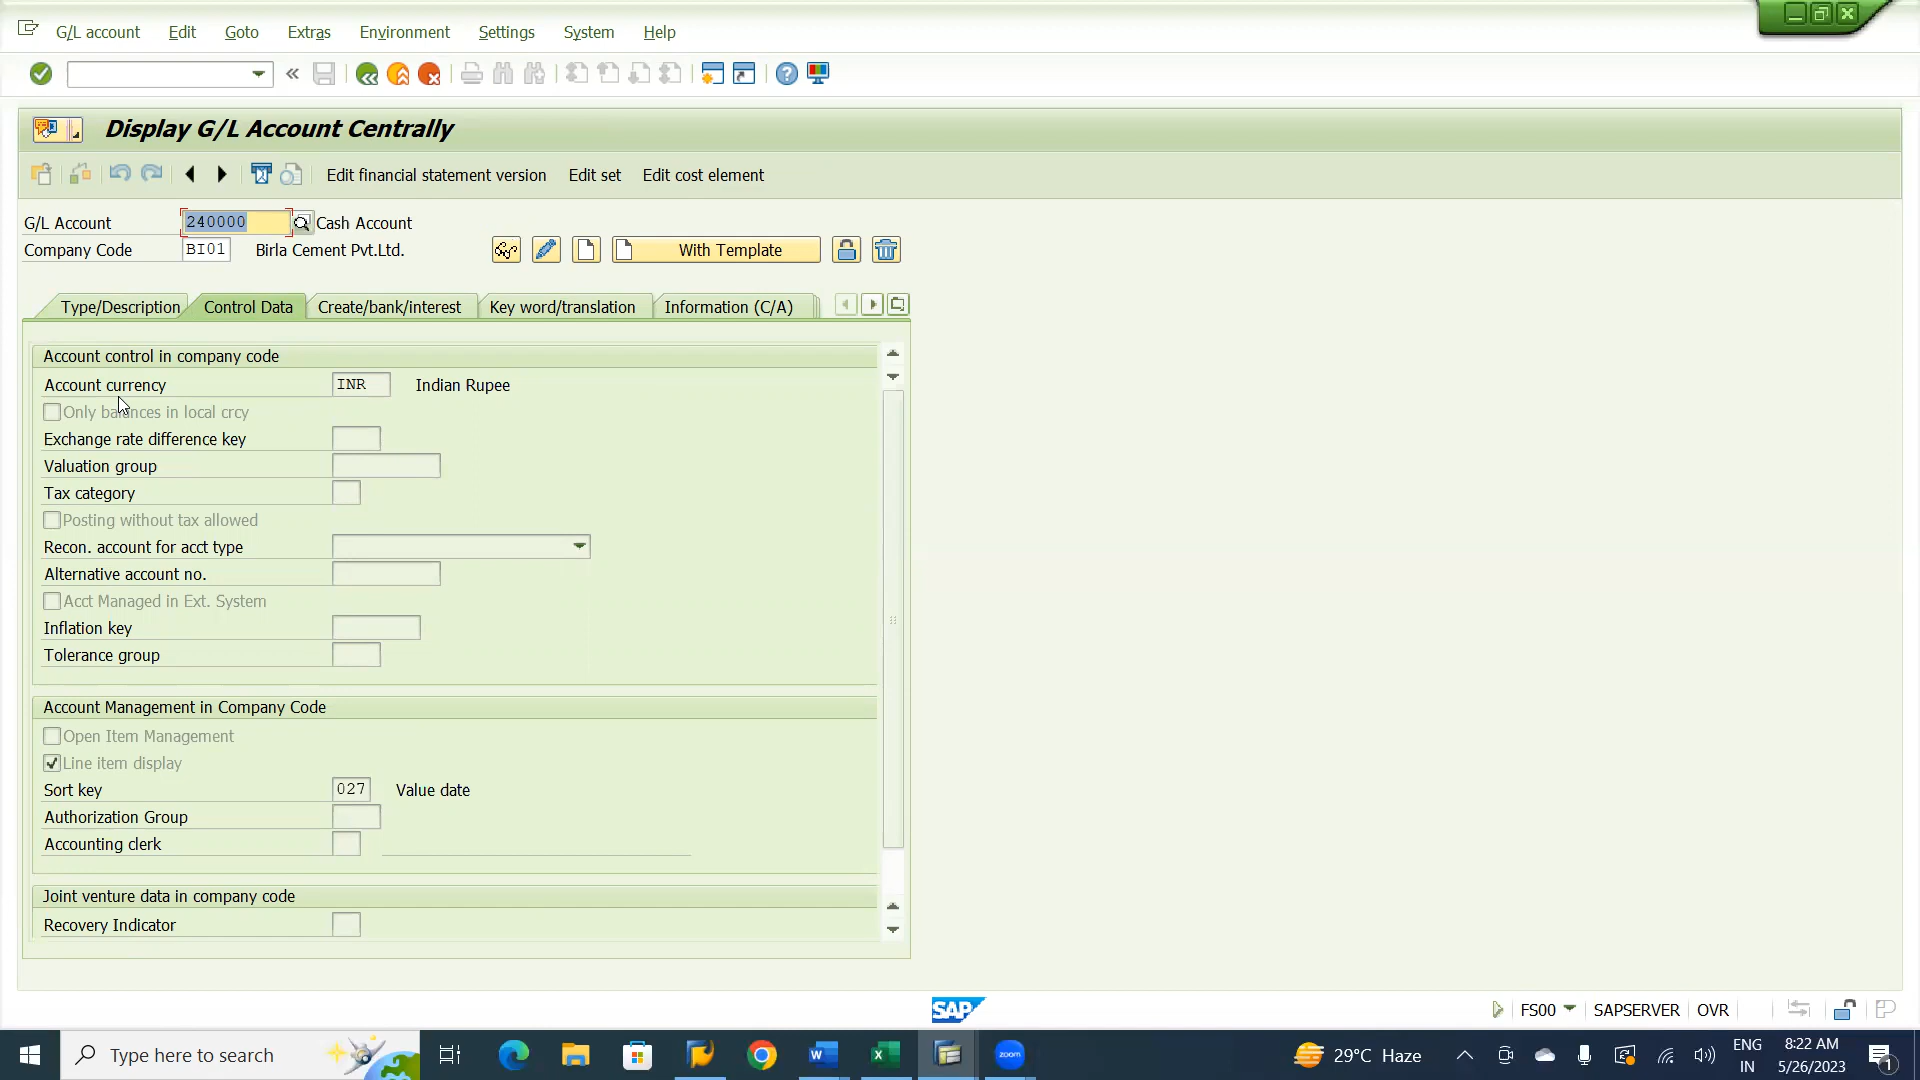 G/L account Edit Goto Extras Environment Settings System Help
Display G/L Account Centrally
Edit financial statement version Edit set Edit cost element
G/L Account 240000 Cash Account
Company Code BI01 Birla Cement Pvt.Ltd. With Template
Type/Description Control Data Create/bank/interest Key word/translation Information (C/A)
Account control in company code
Account currency INR Indian Rupee
Only balances in local crcy
Exchange rate difference key
Valuation group
Tax category
Posting without tax allowed
Recon. account for acct type
Alternative account no.
Acct Managed in Ext. System
Inflation key
Tolerance group
Account Management in Company Code
Open Item Management
Line item display
Sort key 027 Value date
Authorization Group
Accounting clerk
Joint venture data in company code
Recovery Indicator
SAP FS00 SAPSERVER OVR
Type here to search zoom 29°C Haze ENG IN 8:22 AM 5/26/2023 1